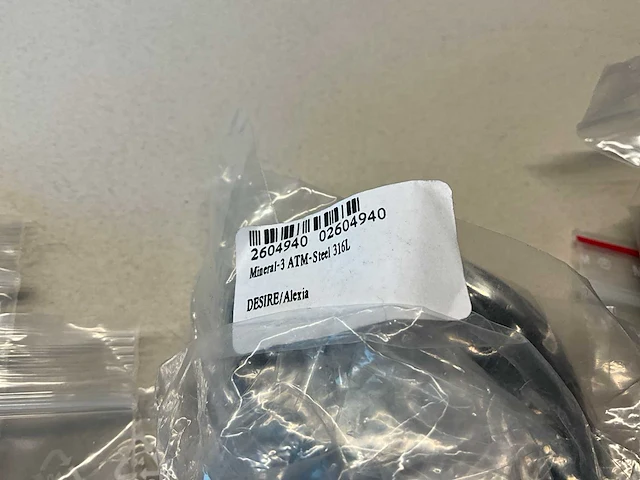 2604940 02604940
Mineral-3 ATM-Steel 316L
DESIRE/Alexia